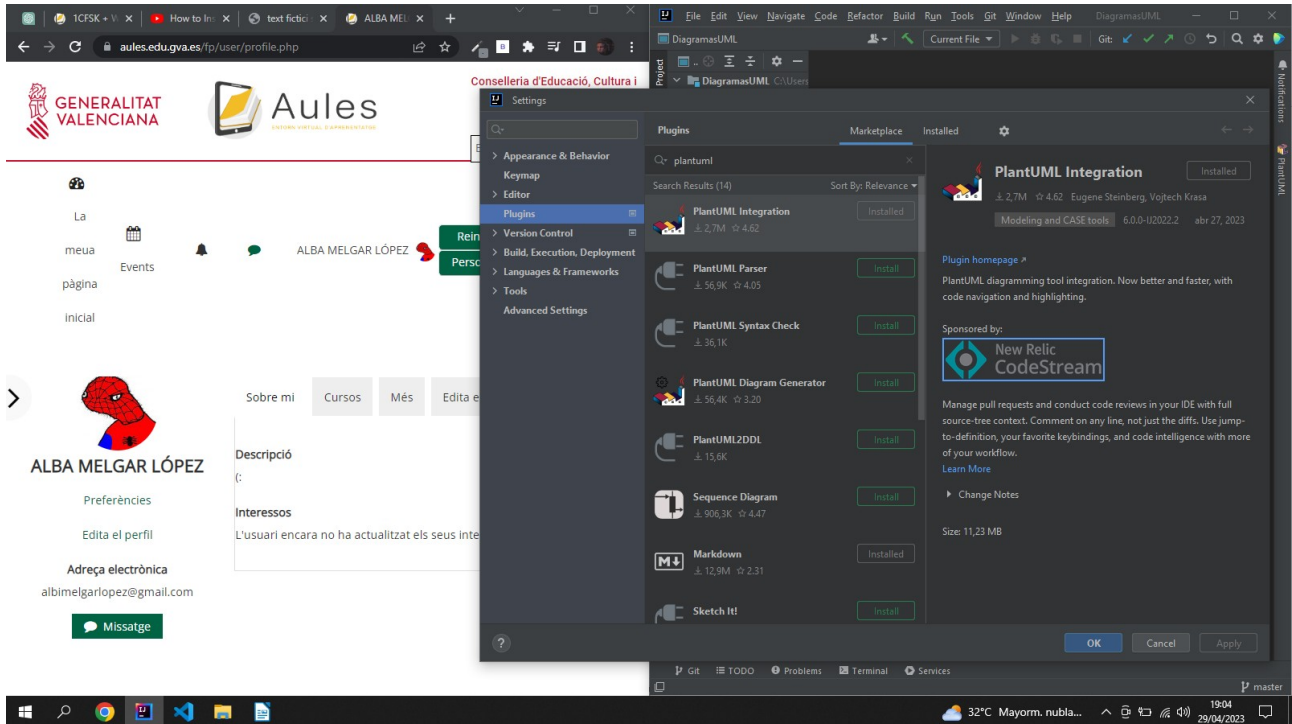 1CFSK + V
How to Ins
text fictici
ALBA MEL
aules.edu.gva.es/fp/user/profile.php
GENERALITAT
VALENCIANA
Aules
Conselleria d'Educació, Cultura i
La
meua
pàgina
inicial
Events
ALBA MELGAR LÓPEZ
Rein
Perso
ALBA MELGAR LÓPEZ
Preferències
Edita el perfil
Adreça electrònica
albimelgarlopez@gmail.com
Missatge
Sobre mi
Cursos
Més
Edita e
Descripció
(:
Interessos
L'usuari encara no ha actualitzat els seus inte
File Edit View Navigate Code Refactor Build Run Tools Git Window Help DiagramasUML
DiagramasUML
Current File
Git:
Project
DiagramasUML C:\Users
Notifications
PlantUML
Settings
Appearance & Behavior
Keymap
Editor
Plugins
Version Control
Build, Execution, Deployment
Languages & Frameworks
Tools
Advanced Settings
Plugins
Marketplace
Installed
plantuml
Search Results (14)
Sort By: Relevance
PlantUML Integration
Installed
2,7M 4.62
PlantUML Parser
Install
56,9K 4.05
PlantUML Syntax Check
Install
36,1K
PlantUML Diagram Generator
Install
56,4K 3.20
PlantUML2DDL
Install
15,6K
Sequence Diagram
Install
906,3K 4.47
Markdown
Installed
12,9M 2.31
Sketch It!
Install
PlantUML Integration
Installed
2,7M 4.62 Eugene Steinberg, Vojtech Krasa
Modeling and CASE tools 6.0.0-IJ2022.2 abr 27, 2023
Plugin homepage
PlantUML diagramming tool integration. Now better and faster, with
code navigation and highlighting.
Sponsored by:
New Relic
CodeStream
Manage pull requests and conduct code reviews in your IDE with full
source-tree context. Comment on any line, not just the diffs. Use jump-
to-definition, your favorite keybindings, and code intelligence with more
of your workflow.
Learn More
Change Notes
Size: 11,23 MB
?
OK
Cancel
Apply
Git
TODO
Problems
Terminal
Services
master
32°C Mayorm. nubla...
19:04
29/04/2023